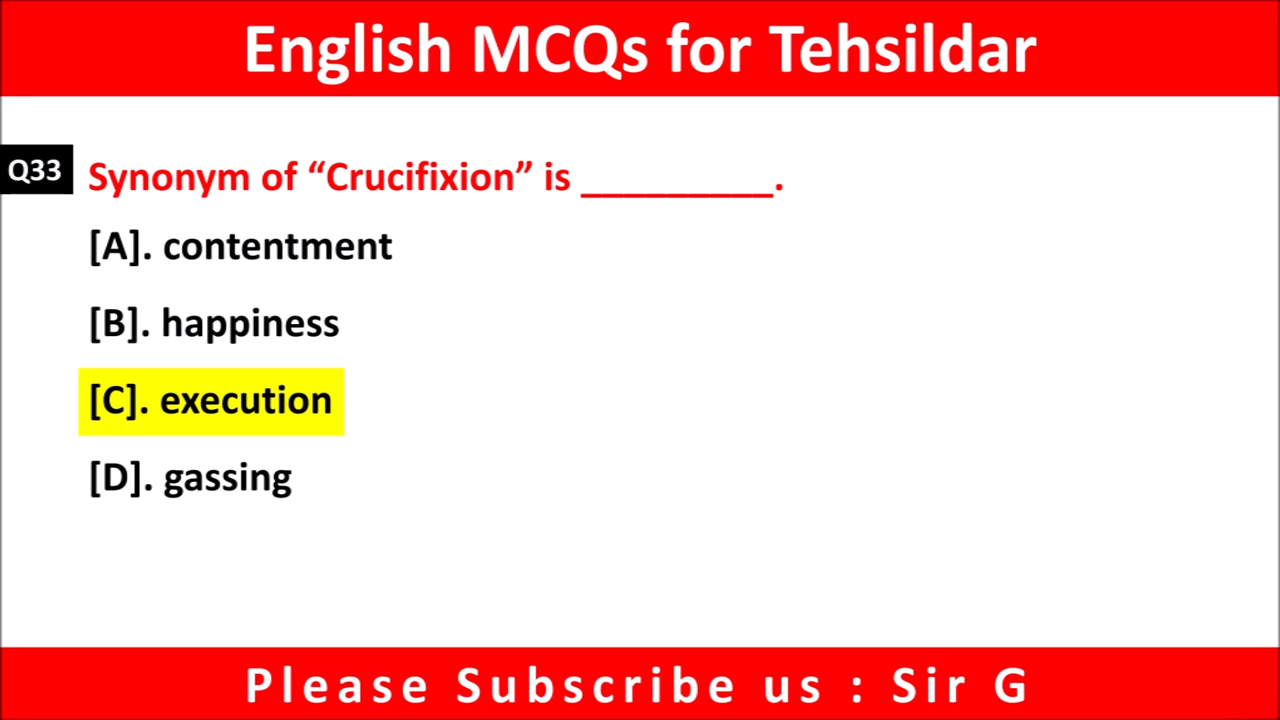 English MCQs for Tehsildar
Q33 Synonym of “Crucifixion” is _________.
[A]. contentment
[B]. happiness
[C]. execution
[D]. gassing
Please Subscribe us : Sir G